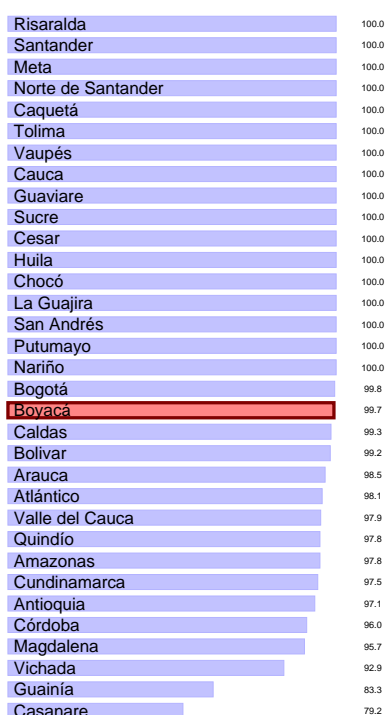 Risaralda 100.0
Santander 100.0
Meta 100.0
Norte de Santander 100.0
Caquetá 100.0
Tolima 100.0
Vaupés 100.0
Cauca 100.0
Guaviare 100.0
Sucre 100.0
Cesar 100.0
Huila 100.0
Chocó 100.0
La Guajira 100.0
San Andrés 100.0
Putumayo 100.0
Nariño 100.0
Bogotá 99.8
Boyacá 99.7
Caldas 99.3
Bolivar 99.2
Arauca 98.5
Atlántico 98.1
Valle del Cauca 97.9
Quindío 97.8
Amazonas 97.8
Cundinamarca 97.5
Antioquia 97.1
Córdoba 96.0
Magdalena 95.7
Vichada 92.9
Guainía 83.3
Casanare 79.2